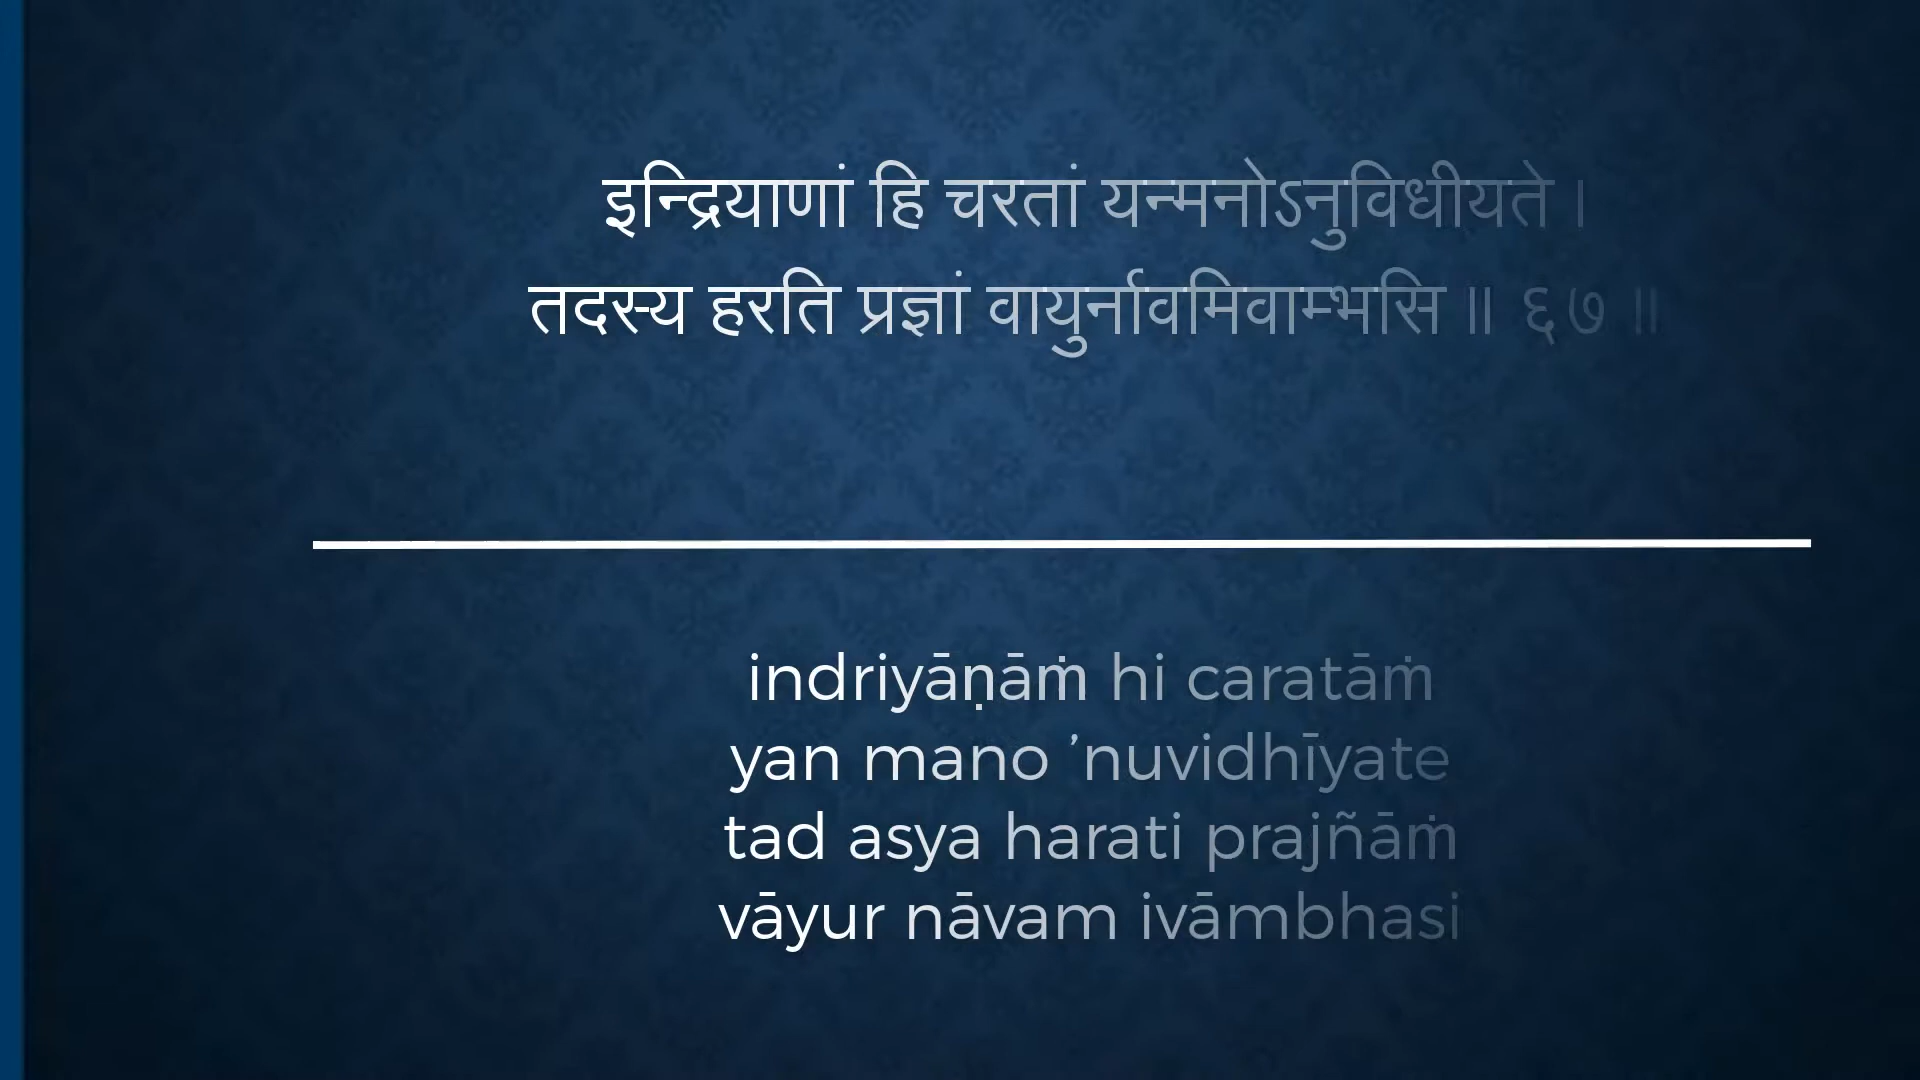 इन्द्रियाणां हि चरतां यन्मनोऽनुविधीयते ।
तदस्य हरति प्रज्ञां वायुर्नावमिवाम्भसि ॥ ६७ ॥
indriyāṇāṁ hi caratāṁ
yan mano ’nuvidhīyate
tad asya harati prajñāṁ
vāyur nāvam ivāmbhasi